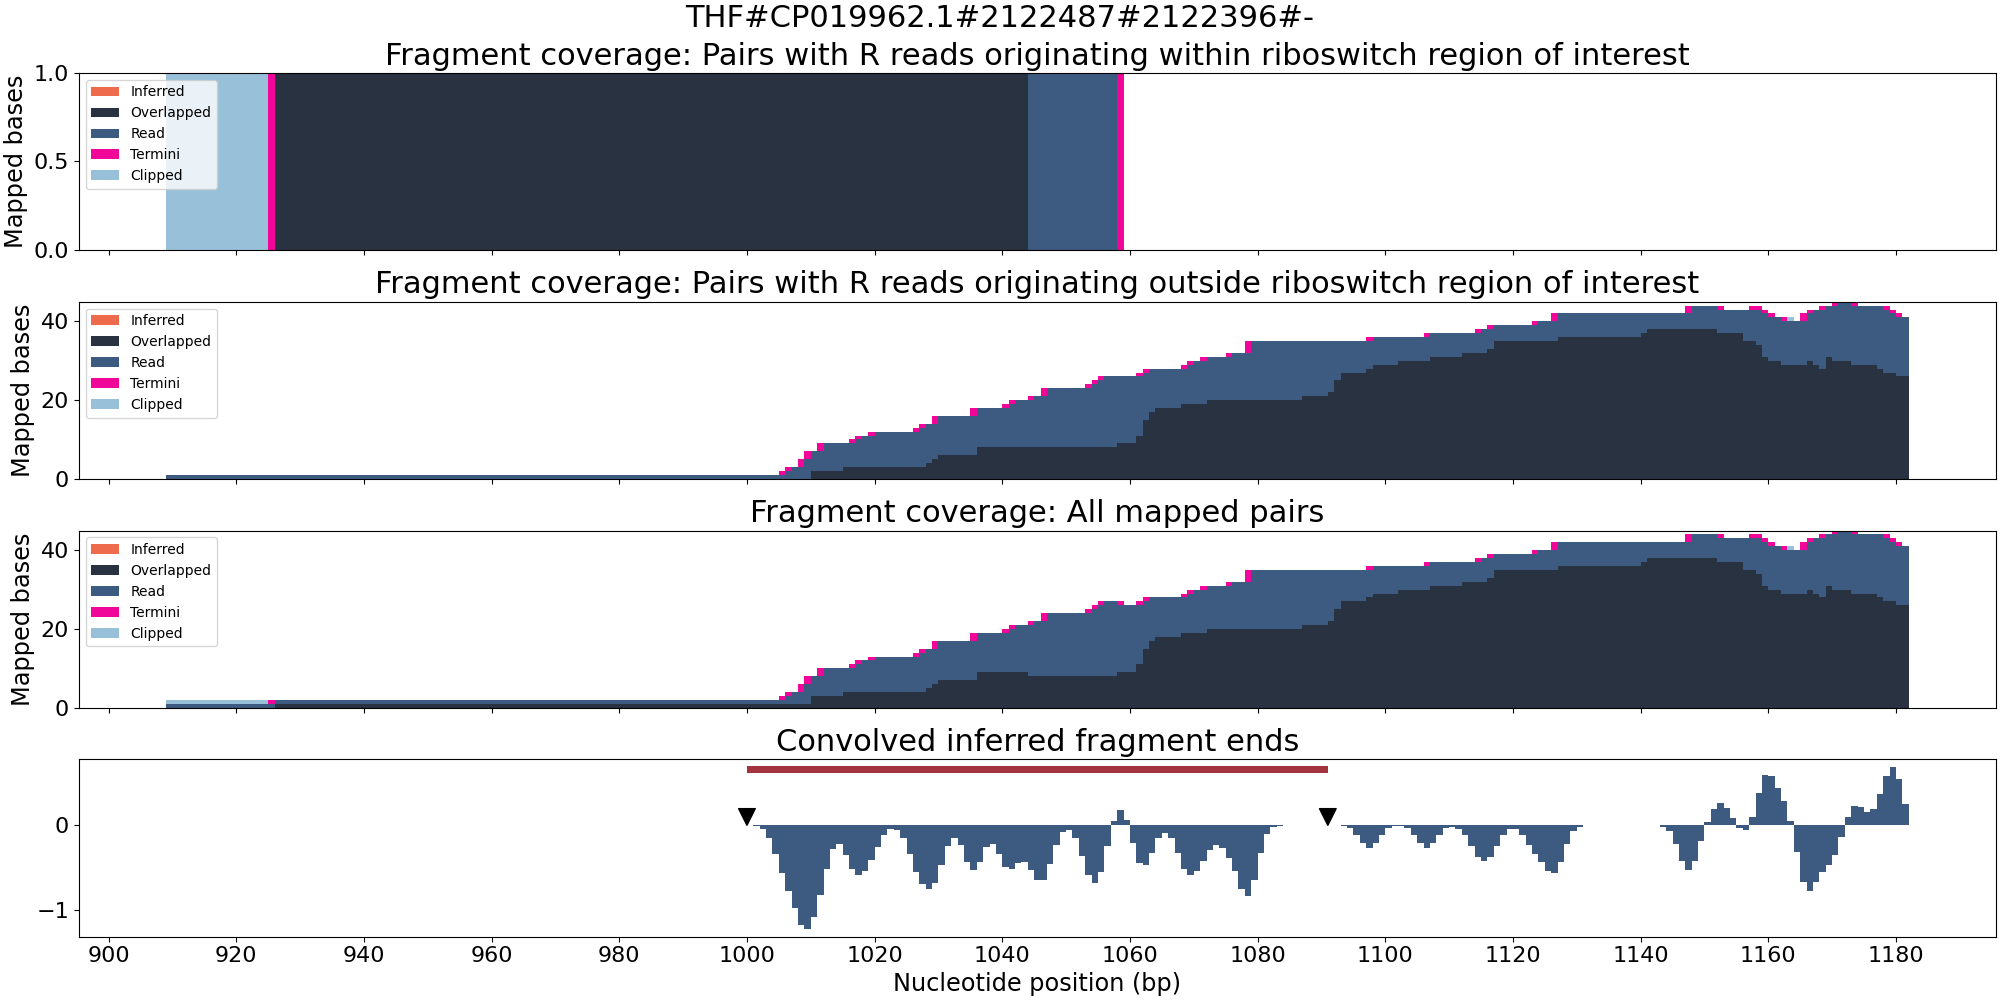 THF#CP019962.1#2122487#2122396#-
Fragment coverage: Pairs with R reads originating within riboswitch region of interest
Mapped bases
1.0
0.5
0.0
Inferred
Overlapped
Read
Termini
Clipped
Fragment coverage: Pairs with R reads originating outside riboswitch region of interest
Mapped bases
40
20
0
Inferred
Overlapped
Read
Termini
Clipped
Fragment coverage: All mapped pairs
Mapped bases
40
20
0
Inferred
Overlapped
Read
Termini
Clipped
Convolved inferred fragment ends
0
−1
900 920 940 960 980 1000 1020 1040 1060 1080 1100 1120 1140 1160 1180
Nucleotide position (bp)